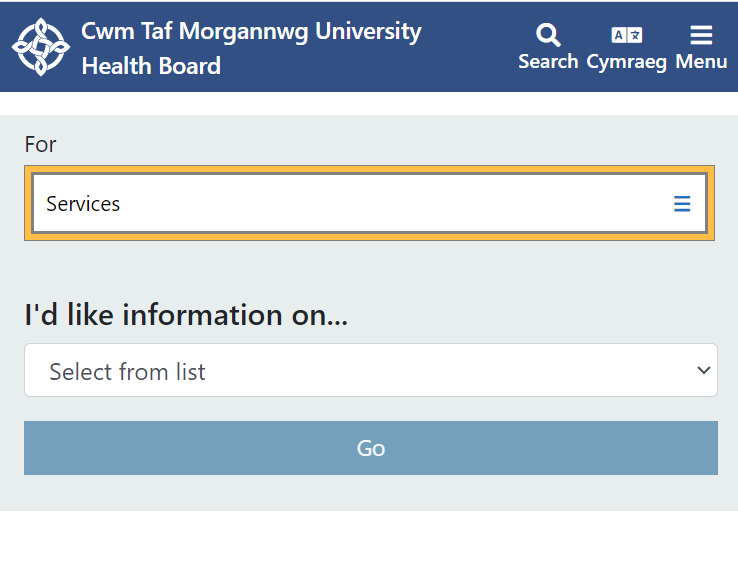 Cwm Taf Morgannwg University
Health Board
Search Cymraeg Menu
For
Services
I'd like information on...
Select from list
Go